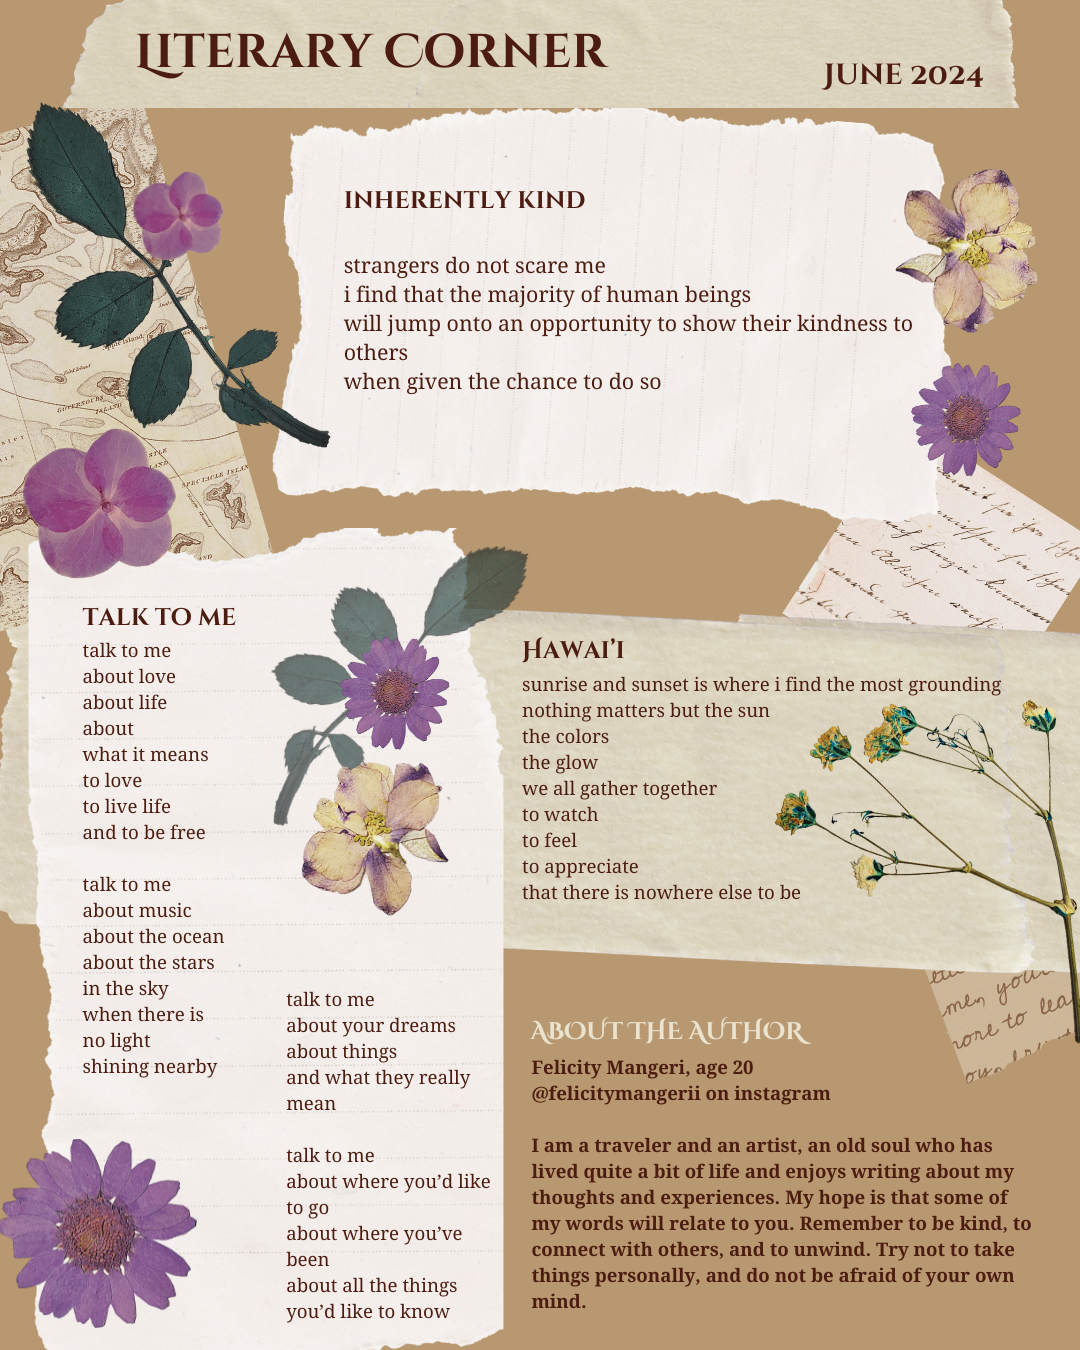 Literary Corner
June 2024
Inherently Kind
strangers do not scare me
i find that the majority of human beings
will jump onto an opportunity to show their kindness to
others
when given the chance to do so
Talk to Me
talk to me
about love
about life
about
what it means
to love
to live life
and to be free
talk to me
about music
about the ocean
about the stars
in the sky
when there is
no light
shining nearby
talk to me
about your dreams
about things
and what they really
mean
talk to me
about where you’d like
to go
about where you’ve
been
about all the things
you’d like to know
Hawai’i
sunrise and sunset is where i find the most grounding
nothing matters but the sun
the colors
the glow
we all gather together
to watch
to feel
to appreciate
that there is nowhere else to be
About the Author
Felicity Mangeri, age 20
@felicitymangerii on instagram
I am a traveler and an artist, an old soul who has
lived quite a bit of life and enjoys writing about my
thoughts and experiences. My hope is that some of
my words will relate to you. Remember to be kind, to
connect with others, and to unwind. Try not to take
things personally, and do not be afraid of your own
mind.
GOVERNOURS
ISLAND
SPECTACLE ISLAN
men, your
more to lea